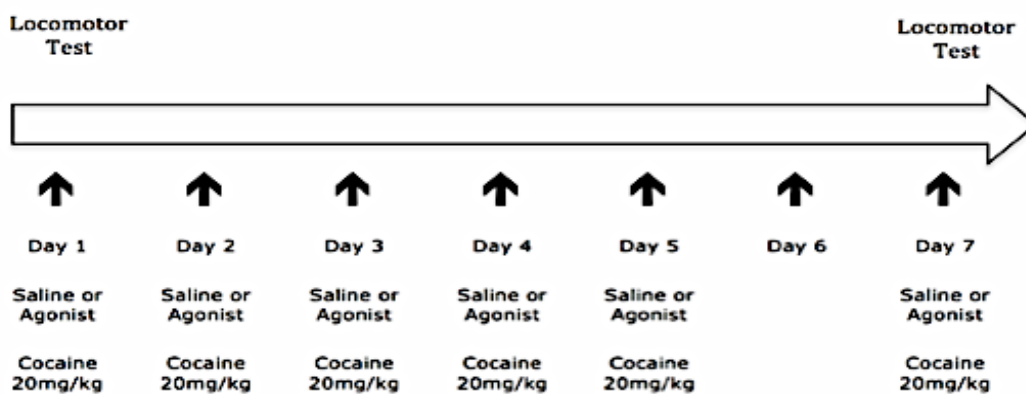 Locomotor
Test
Locomotor
Test
Day 1
Day 2
Day 3
Day 4
Day 5
Day 6
Day 7
Saline or
Agonist
Saline or
Agonist
Saline or
Agonist
Saline or
Agonist
Saline or
Agonist
Saline or
Agonist
Cocaine
20mg/kg
Cocaine
20mg/kg
Cocaine
20mg/kg
Cocaine
20mg/kg
Cocaine
20mg/kg
Cocaine
20mg/kg